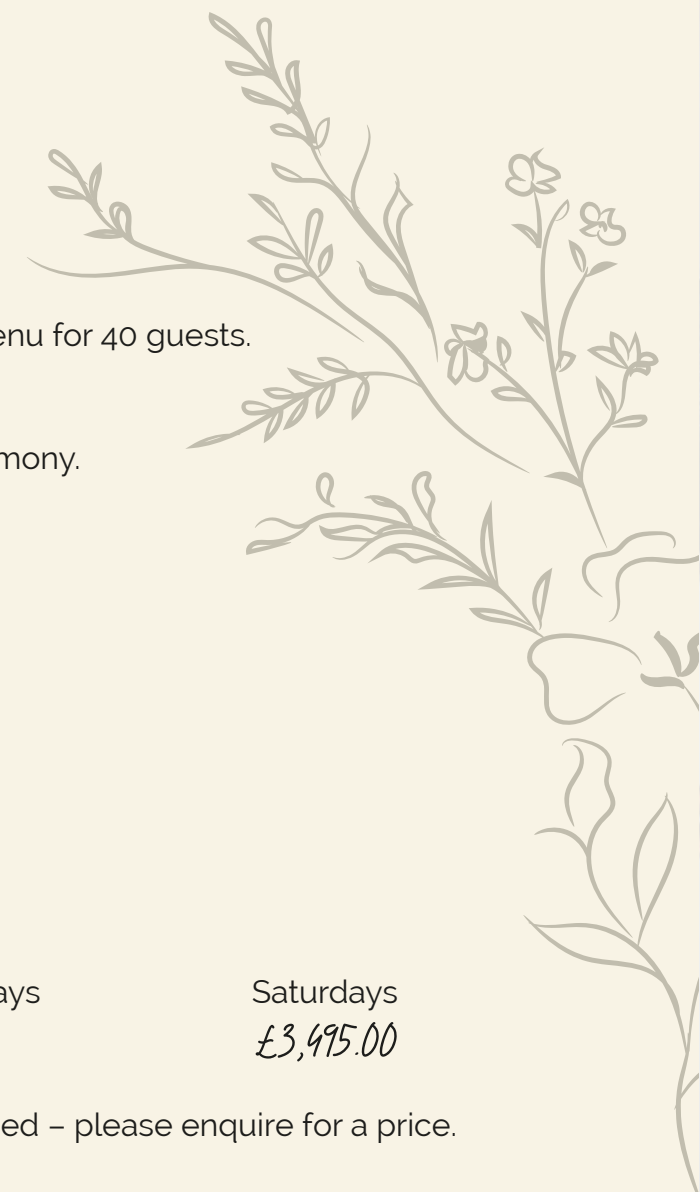 enu for 40 guests.
mony.
ays Saturdays
£3,495.00
ed – please enquire for a price.